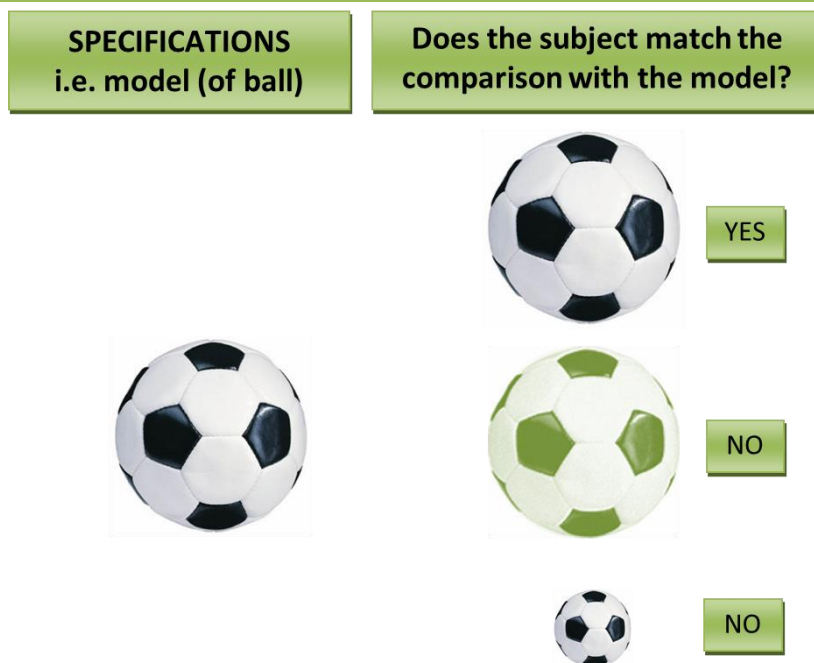 SPECIFICATIONS
i.e. model (of ball)
Does the subject match the
comparison with the model?
YES
NO
NO